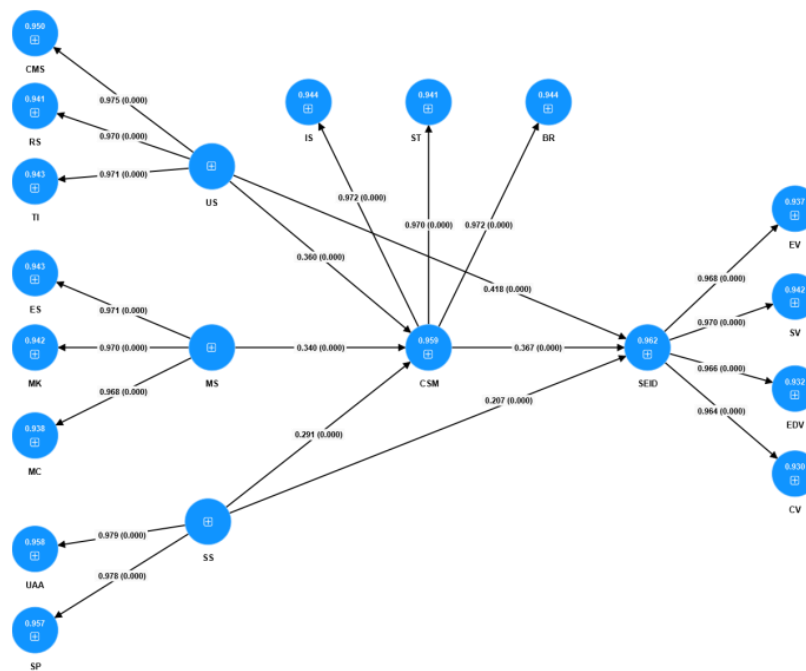 0.950
CMS
0.975 (0.000)
0.941
RS
0.970 (0.000)
0.943
TI
0.971 (0.000)
US
0.944
IS
0.941
ST
0.944
BR
0.972 (0.000)
0.970 (0.000)
0.972 (0.000)
0.360 (0.000)
0.418 (0.000)
0.943
ES
0.971 (0.000)
0.942
MK
0.970 (0.000)
0.938
MC
0.968 (0.000)
MS
0.340 (0.000)
0.959
CSM
0.367 (0.000)
0.962
SEID
0.937
EV
0.968 (0.000)
0.942
SV
0.970 (0.000)
0.932
EDV
0.966 (0.000)
0.930
CV
0.964 (0.000)
0.291 (0.000)
0.207 (0.000)
SS
0.958
UAA
0.979 (0.000)
0.957
SP
0.978 (0.000)